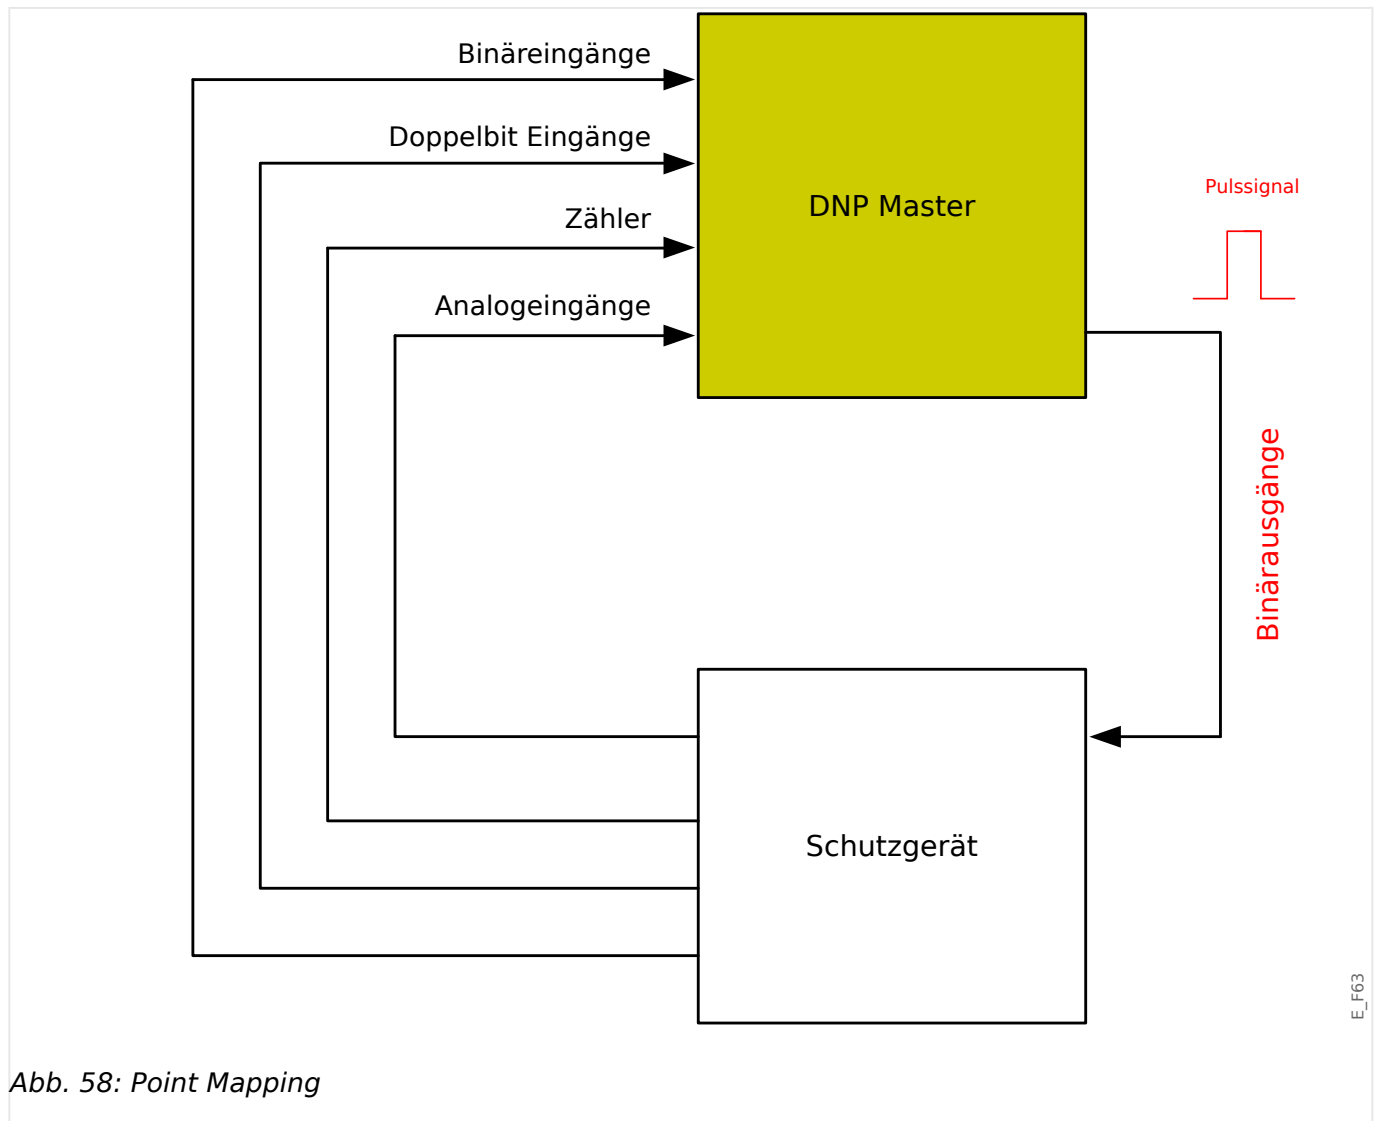 Binäreingänge
Doppelbit Eingänge
Zähler
Analogeingänge
DNP Master
Pulssignal
Binärausgänge
Schutzgerät
E_F63
Abb. 58: Point Mapping